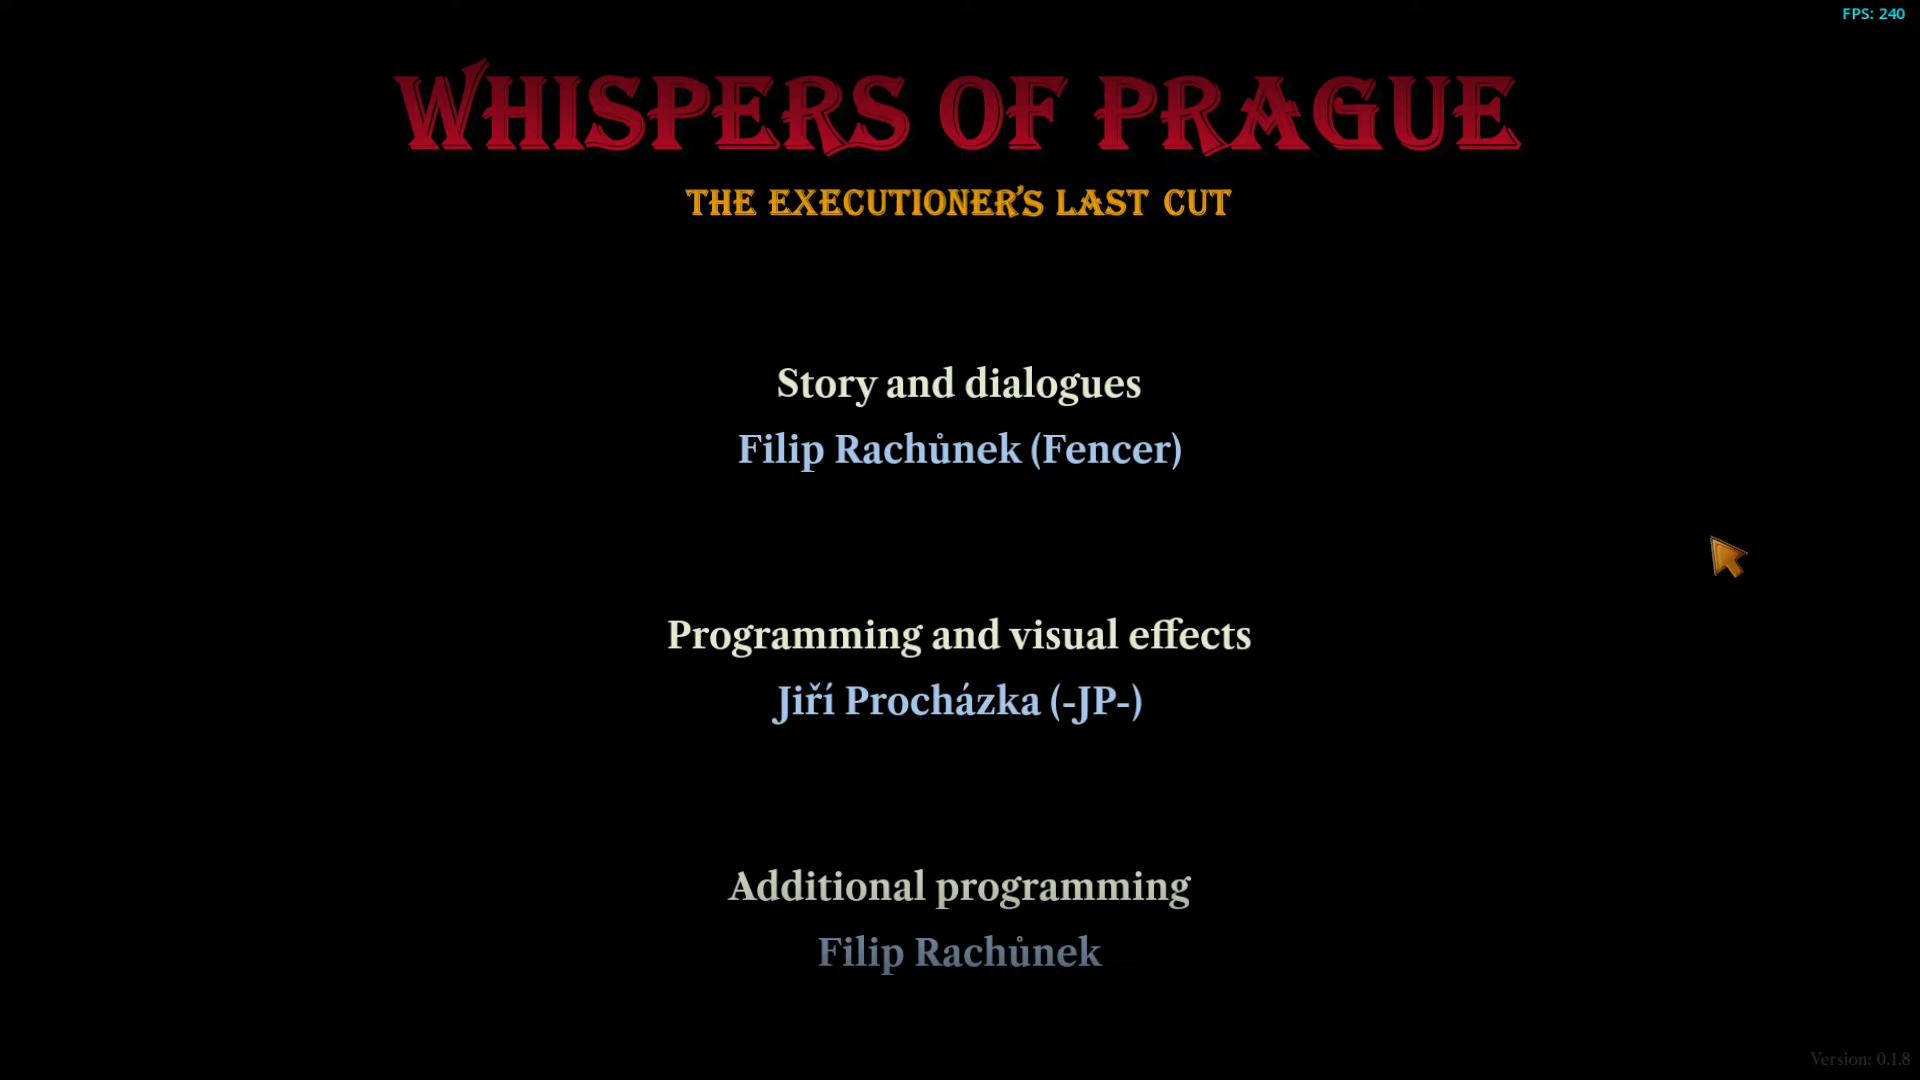 FPS: 240
WHISPERS OF PRAGUE
THE EXECUTIONER'S LAST CUT
Story and dialogues
Filip Rachůnek (Fencer)
Programming and visual effects
Jiří Procházka (-JP-)
Additional programming
Filip Rachůnek
Version: 0.1.8